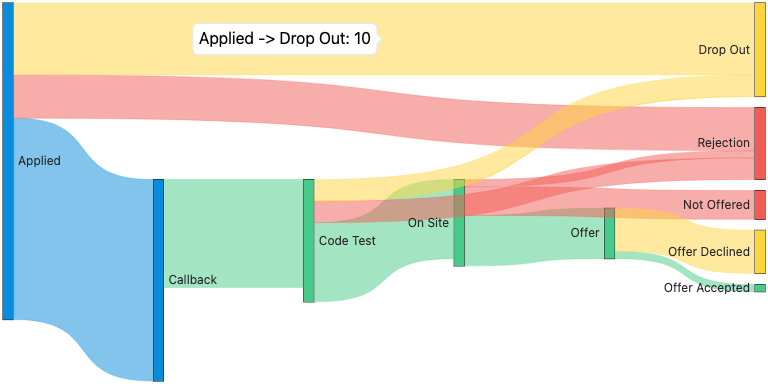 Applied -> Drop Out: 10
Drop Out
Rejection
Applied
Not Offered
On Site
Offer
Code Test
Offer Declined
Callback
Offer Accepted